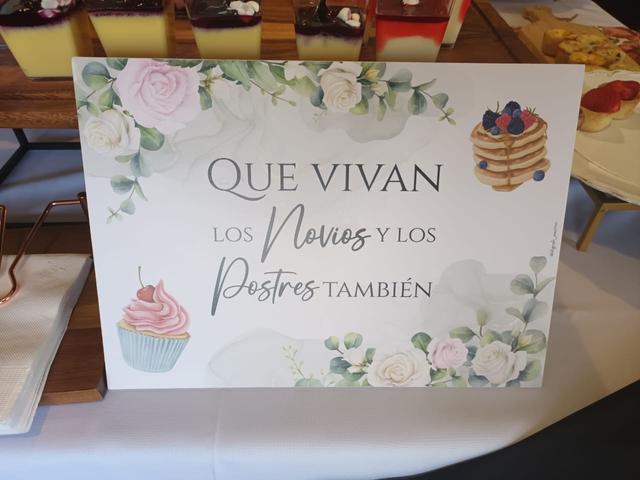 QUE VIVAN
LOS Novios Y LOS
Postres TAMBIÉN